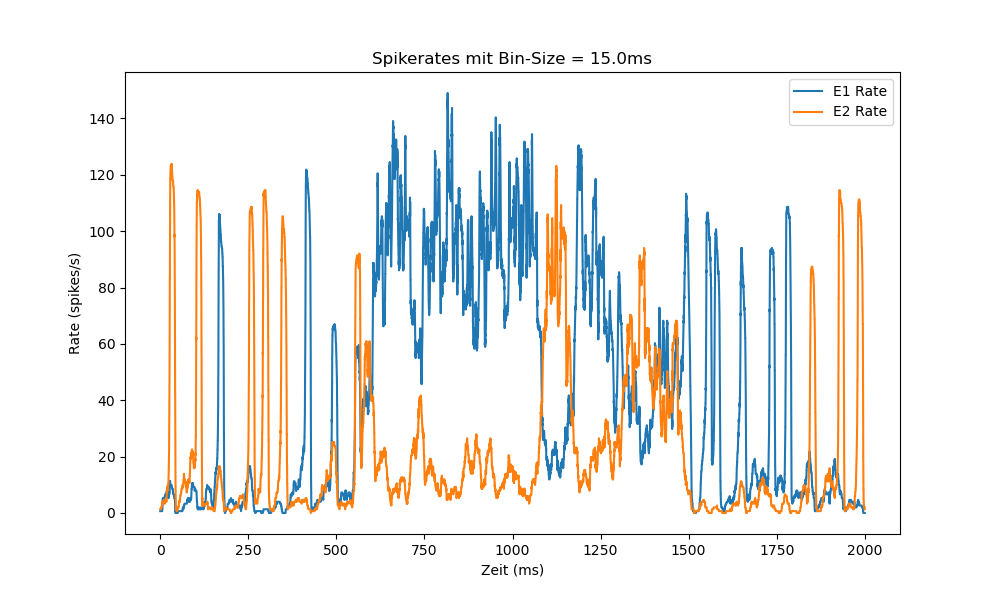 Spikerates mit Bin-Size = 15.0ms
E1 Rate
E2 Rate
Rate (spikes/s)
140
120
100
80
60
40
20
0
0 250 500 750 1000 1250 1500 1750 2000
Zeit (ms)